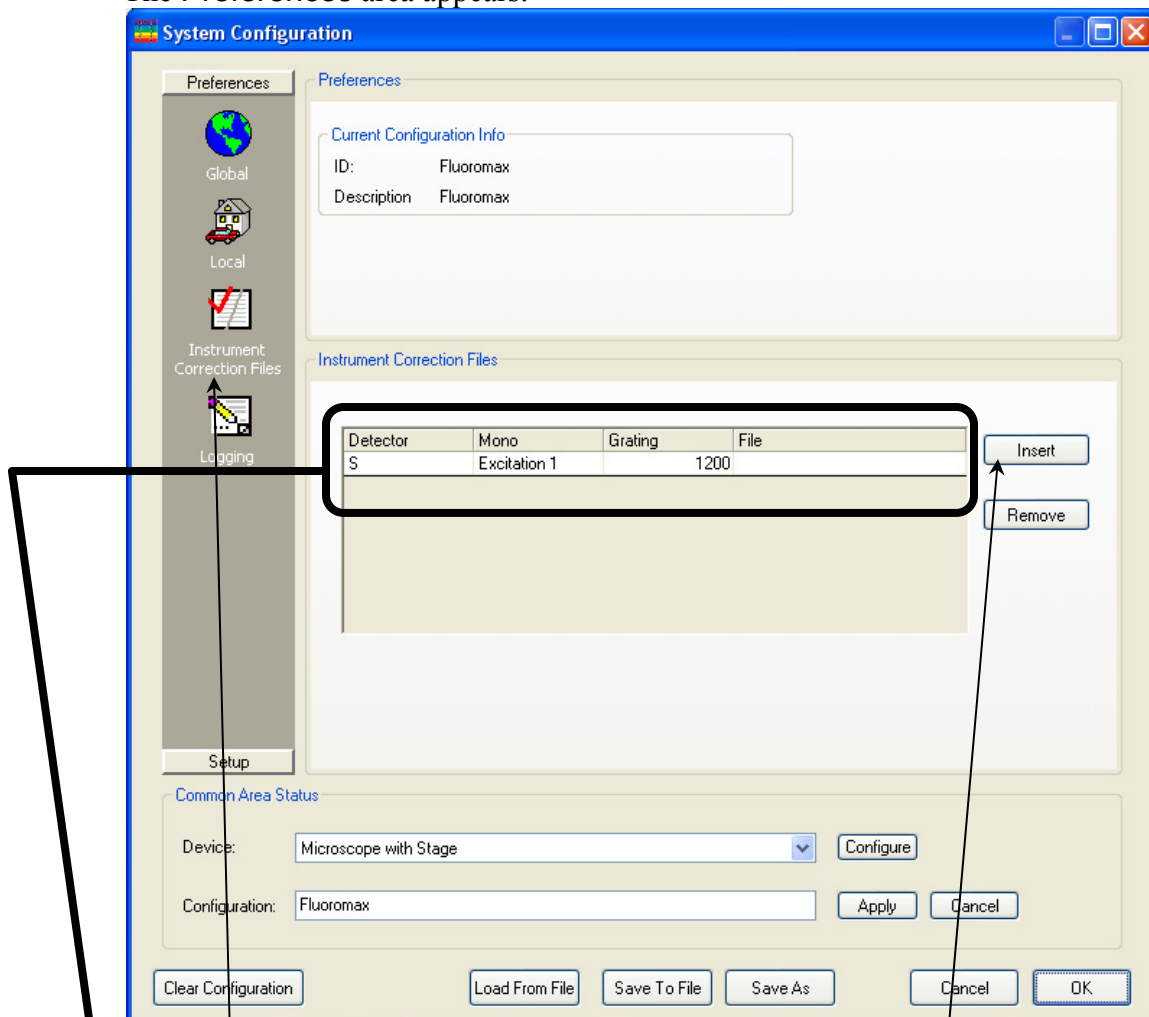 The Preferences area appears.
System Configuration
Preferences
Global
Local
Instrument
Correction Files
Logging
Setup
Preferences
Current Configuration Info
ID: Fluoromax
Description Fluoromax
Instrument Correction Files
Detector Mono Grating File
S Excitation 1 1200
Insert
Remove
Common Area Status
Device: Microscope with Stage Configure
Configuration: Fluoromax Apply Cancel
Clear Configuration Load From File Save To File Save As Cancel OK